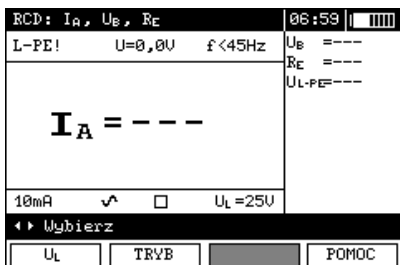 RCD: IA, UB, RE 06:59
L-PE! U=0,0V f<45Hz
UB =---
RE =---
UL-PE=---
IA = ---
10mA UL=25V
Wybierz
UL TRYB POMOC